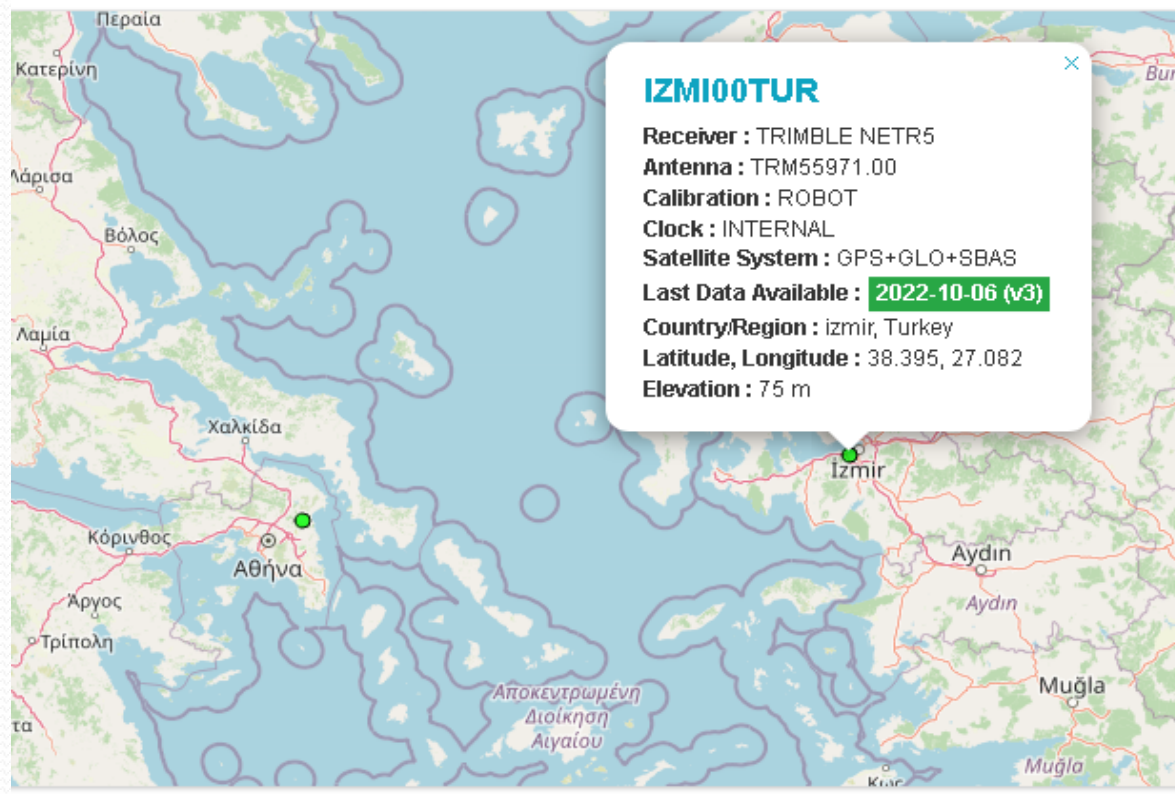 Περαία
Κατερίνη
Λάρισα
Βόλος
Λαμία
Χαλκίδα
Κόρινθος
Αθήνα
Άργος
Τρίπολη
Αποκεντρωμένη
Διοίκηση
Αιγαίου
×
IZMI00TUR
Receiver : TRIMBLE NETR5
Antenna : TRM55971.00
Calibration : ROBOT
Clock : INTERNAL
Satellite System : GPS+GLO+SBAS
Last Data Available : 2022-10-06 (v3)
Country/Region : izmir, Turkey
Latitude, Longitude : 38.395, 27.082
Elevation : 75 m
Bur
İzmir
Aydın
Aydın
Muğla
Muğla
τα